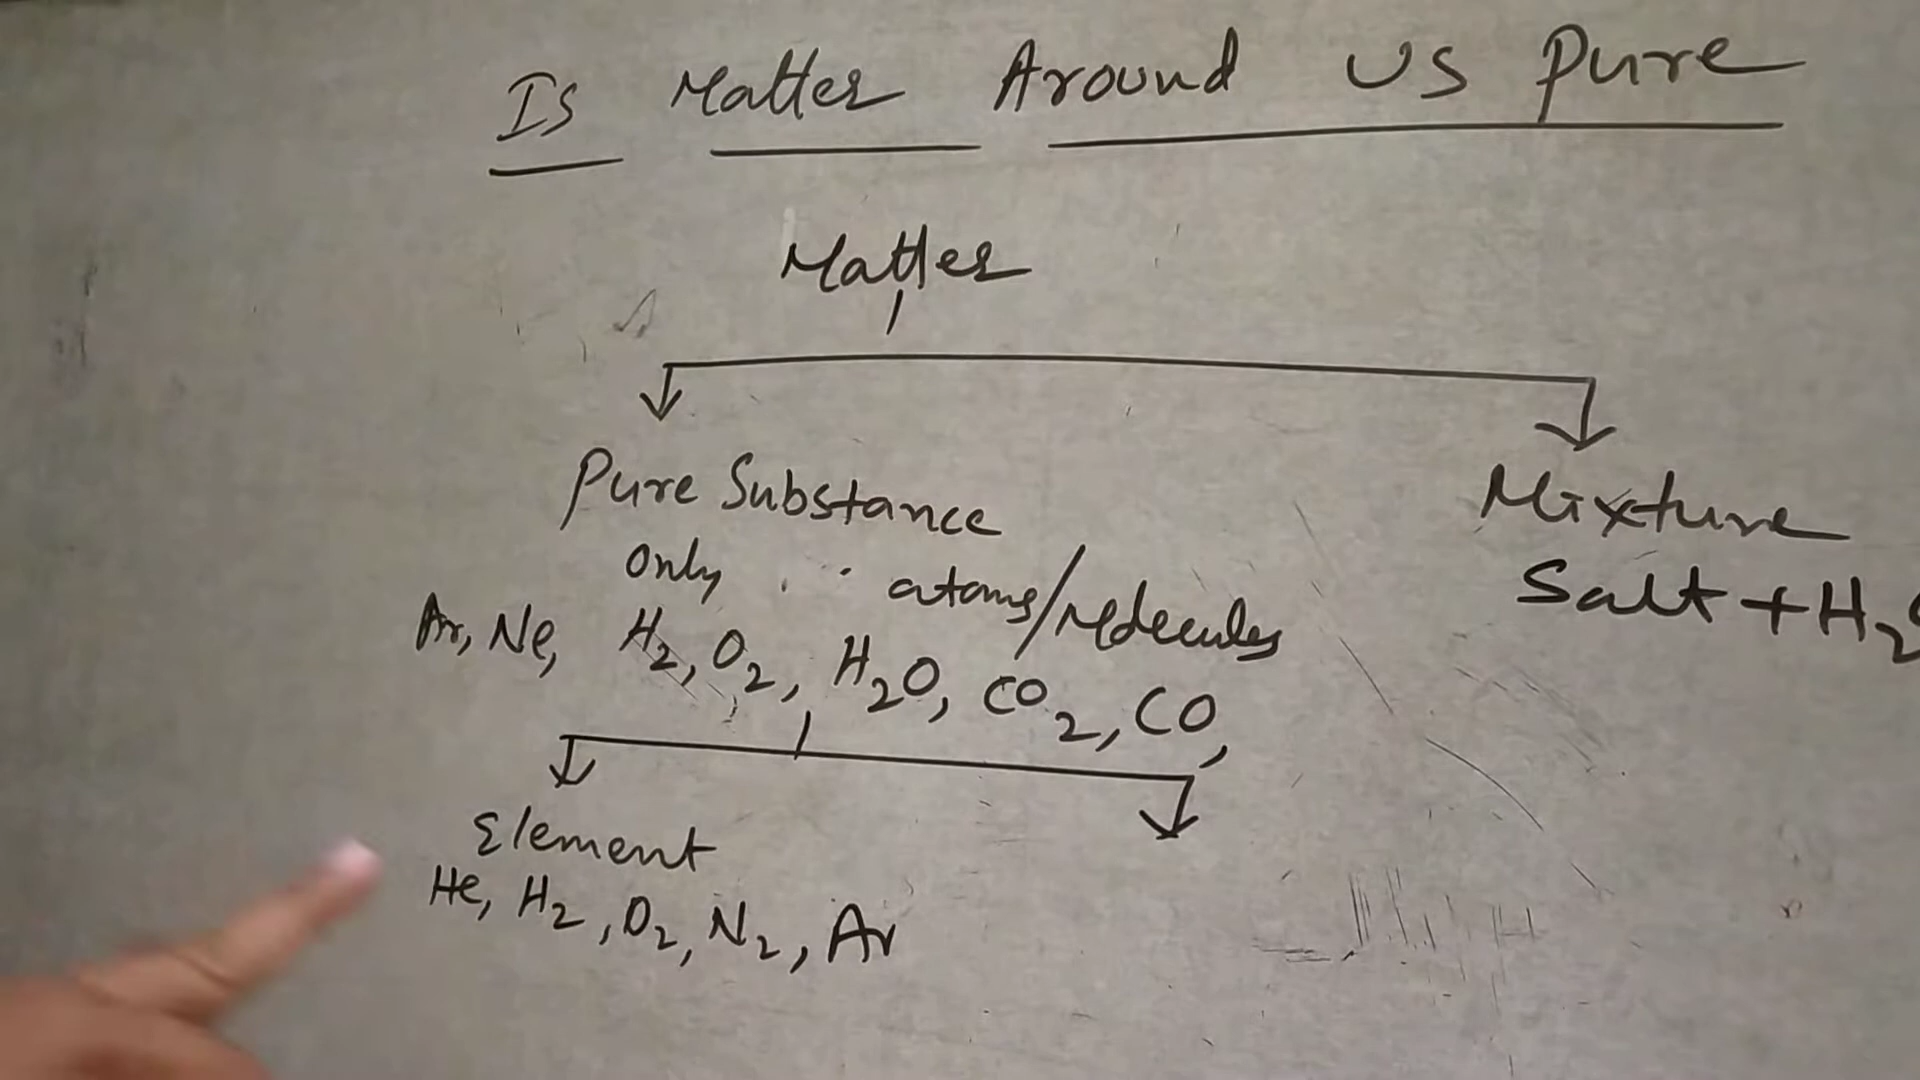 Is Matter Around Us Pure
Matter
Pure Substance
Mixture
only atoms/Molecules
Salt + H2
Ar, Ne, H2, O2, H2O, CO2, CO,
Element
He, H2, O2, N2, Ar